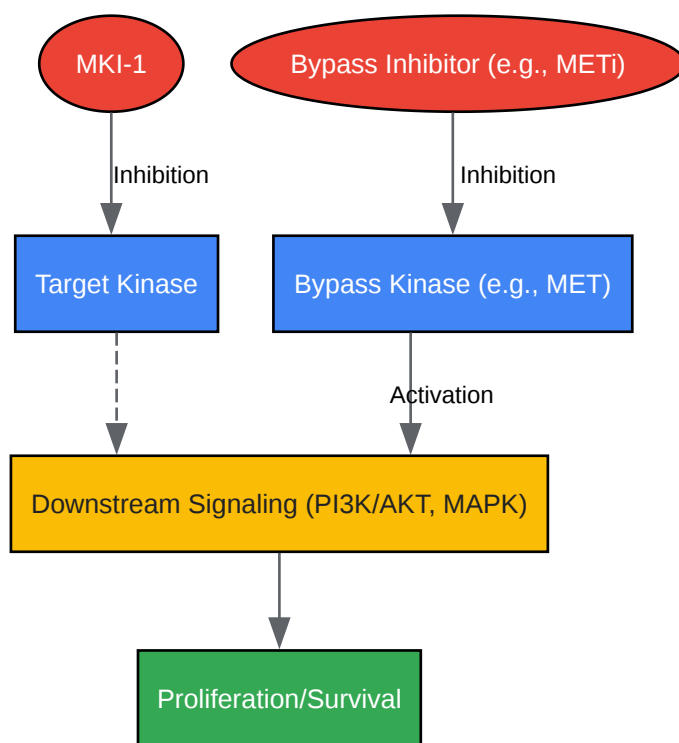 MKI-1
Bypass Inhibitor (e.g., METi)
Inhibition
Inhibition
Target Kinase
Bypass Kinase (e.g., MET)
Activation
Downstream Signaling (PI3K/AKT, MAPK)
Proliferation/Survival